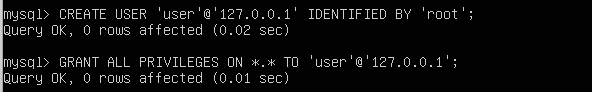 mysql> CREATE USER 'user'@'127.0.0.1' IDENTIFIED BY 'root';
Query OK, 0 rows affected (0.02 sec)
mysql> GRANT ALL PRIVILEGES ON *.* TO 'user'@'127.0.0.1';
Query OK, 0 rows affected (0.01 sec)